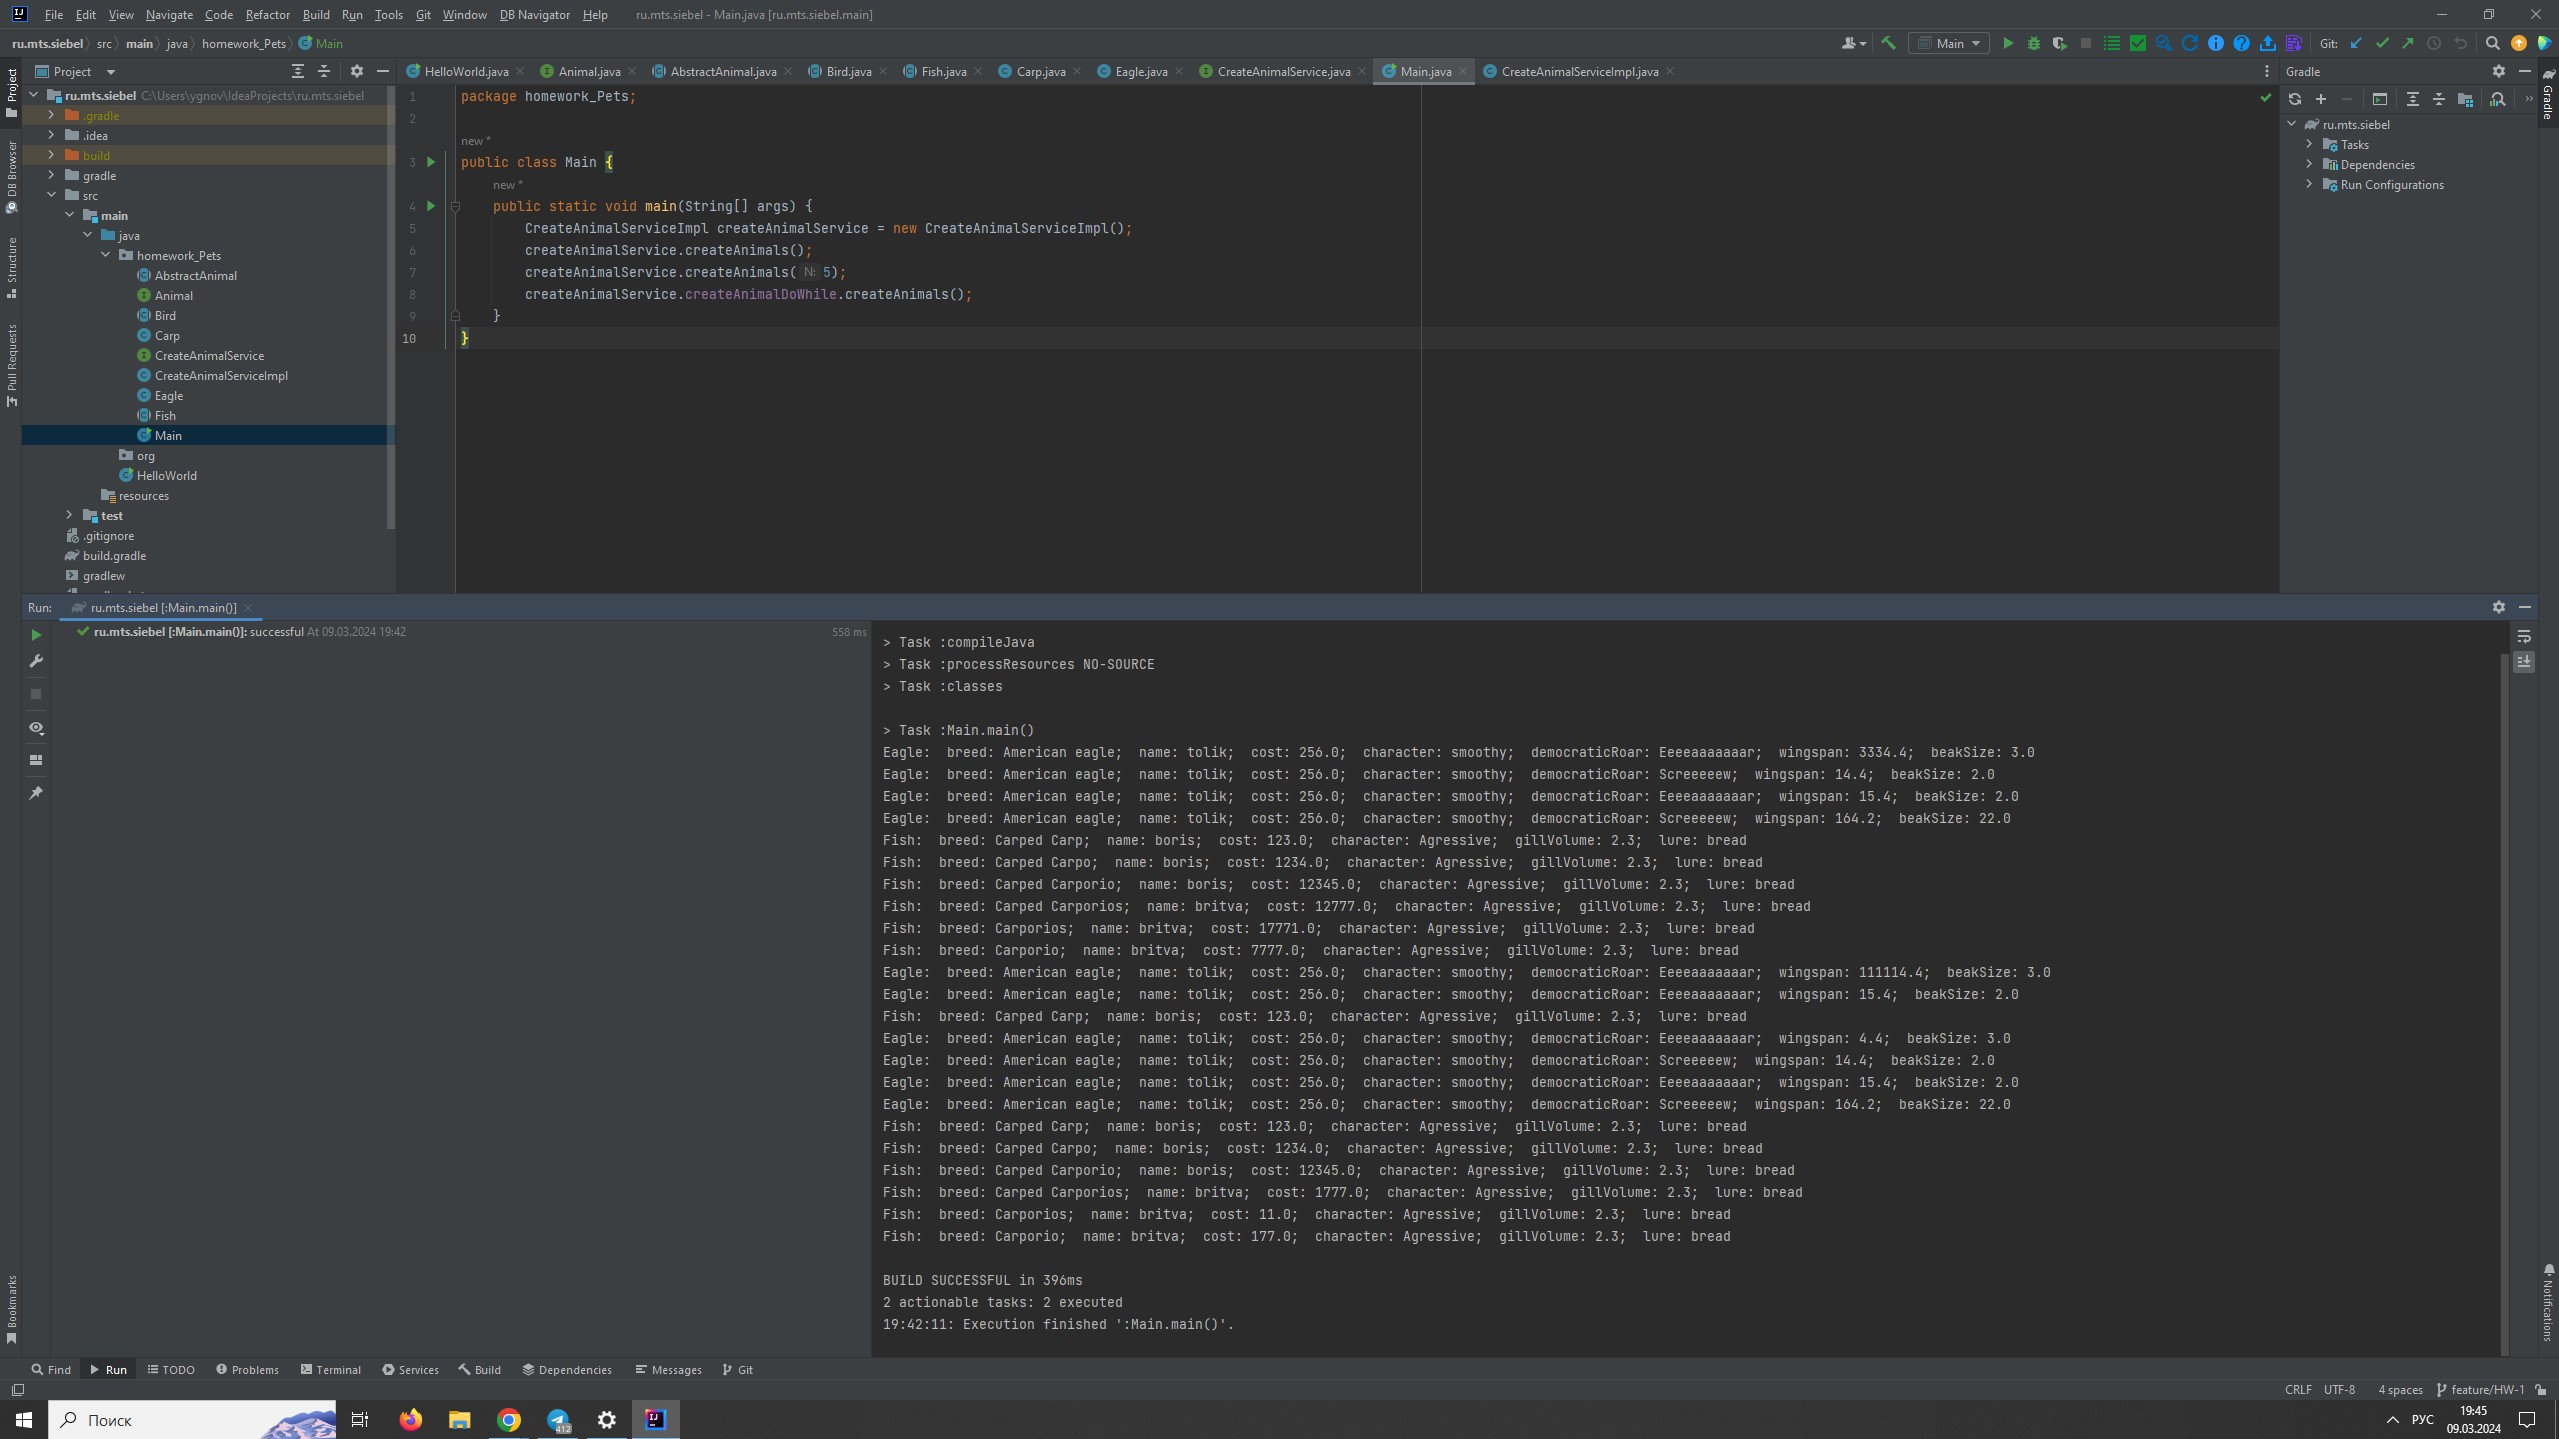 File Edit View Navigate Code Refactor Build Run Tools Git Window DB Navigator Help ru.mts.siebel - Main.java [ru.mts.siebel.main]
ru.mts.siebel src main java homework_Pets Main
Main
Git:
Project
HelloWorld.java Animal.java AbstractAnimal.java Bird.java Fish.java Carp.java Eagle.java CreateAnimalService.java Main.java CreateAnimalServiceImpl.java
Gradle
Project
DB Browser
Structure
Pull Requests
Bookmarks
ru.mts.siebel C:\Users\ygnov\IdeaProjects\ru.mts.siebel
.gradle
.idea
build
gradle
src
main
java
homework_Pets
AbstractAnimal
Animal
Bird
Carp
CreateAnimalService
CreateAnimalServiceImpl
Eagle
Fish
Main
org
HelloWorld
resources
test
.gitignore
build.gradle
gradlew
1 package homework_Pets;
2
new *
3 public class Main {
new *
4 public static void main(String[] args) {
5 CreateAnimalServiceImpl createAnimalService = new CreateAnimalServiceImpl();
6 createAnimalService.createAnimals();
7 createAnimalService.createAnimals( N: 5);
8 createAnimalService.createAnimalDoWhile.createAnimals();
9 }
10 }
ru.mts.siebel
Tasks
Dependencies
Run Configurations
Gradle
Notifications
Run: ru.mts.siebel [:Main.main()]
ru.mts.siebel [:Main.main()]: successful At 09.03.2024 19:42 558 ms
> Task :compileJava
> Task :processResources NO-SOURCE
> Task :classes
> Task :Main.main()
Eagle:  breed: American eagle;  name: tolik;  cost: 256.0;  character: smoothy;  democraticRoar: Eeeeaaaaaaar;  wingspan: 3334.4;  beakSize: 3.0
Eagle:  breed: American eagle;  name: tolik;  cost: 256.0;  character: smoothy;  democraticRoar: Screeeeew;  wingspan: 14.4;  beakSize: 2.0
Eagle:  breed: American eagle;  name: tolik;  cost: 256.0;  character: smoothy;  democraticRoar: Eeeeaaaaaaar;  wingspan: 15.4;  beakSize: 2.0
Eagle:  breed: American eagle;  name: tolik;  cost: 256.0;  character: smoothy;  democraticRoar: Screeeeew;  wingspan: 164.2;  beakSize: 22.0
Fish:  breed: Carped Carp;  name: boris;  cost: 123.0;  character: Agressive;  gillVolume: 2.3;  lure: bread
Fish:  breed: Carped Carpo;  name: boris;  cost: 1234.0;  character: Agressive;  gillVolume: 2.3;  lure: bread
Fish:  breed: Carped Carporio;  name: boris;  cost: 12345.0;  character: Agressive;  gillVolume: 2.3;  lure: bread
Fish:  breed: Carped Carporios;  name: britva;  cost: 12777.0;  character: Agressive;  gillVolume: 2.3;  lure: bread
Fish:  breed: Carporios;  name: britva;  cost: 17771.0;  character: Agressive;  gillVolume: 2.3;  lure: bread
Fish:  breed: Carporio;  name: britva;  cost: 7777.0;  character: Agressive;  gillVolume: 2.3;  lure: bread
Eagle:  breed: American eagle;  name: tolik;  cost: 256.0;  character: smoothy;  democraticRoar: Eeeeaaaaaaar;  wingspan: 111114.4;  beakSize: 3.0
Eagle:  breed: American eagle;  name: tolik;  cost: 256.0;  character: smoothy;  democraticRoar: Eeeeaaaaaaar;  wingspan: 15.4;  beakSize: 2.0
Fish:  breed: Carped Carp;  name: boris;  cost: 123.0;  character: Agressive;  gillVolume: 2.3;  lure: bread
Eagle:  breed: American eagle;  name: tolik;  cost: 256.0;  character: smoothy;  democraticRoar: Eeeeaaaaaaar;  wingspan: 4.4;  beakSize: 3.0
Eagle:  breed: American eagle;  name: tolik;  cost: 256.0;  character: smoothy;  democraticRoar: Screeeeew;  wingspan: 14.4;  beakSize: 2.0
Eagle:  breed: American eagle;  name: tolik;  cost: 256.0;  character: smoothy;  democraticRoar: Eeeeaaaaaaar;  wingspan: 15.4;  beakSize: 2.0
Eagle:  breed: American eagle;  name: tolik;  cost: 256.0;  character: smoothy;  democraticRoar: Screeeeew;  wingspan: 164.2;  beakSize: 22.0
Fish:  breed: Carped Carp;  name: boris;  cost: 123.0;  character: Agressive;  gillVolume: 2.3;  lure: bread
Fish:  breed: Carped Carpo;  name: boris;  cost: 1234.0;  character: Agressive;  gillVolume: 2.3;  lure: bread
Fish:  breed: Carped Carporio;  name: boris;  cost: 12345.0;  character: Agressive;  gillVolume: 2.3;  lure: bread
Fish:  breed: Carped Carporios;  name: britva;  cost: 1777.0;  character: Agressive;  gillVolume: 2.3;  lure: bread
Fish:  breed: Carporios;  name: britva;  cost: 11.0;  character: Agressive;  gillVolume: 2.3;  lure: bread
Fish:  breed: Carporio;  name: britva;  cost: 177.0;  character: Agressive;  gillVolume: 2.3;  lure: bread
BUILD SUCCESSFUL in 396ms
2 actionable tasks: 2 executed
19:42:11: Execution finished ':Main.main()'.
Find Run TODO Problems Terminal Services Build Dependencies Messages Git
CRLF UTF-8 4 spaces feature/HW-1
Поиск
412
РУС
19:45
09.03.2024